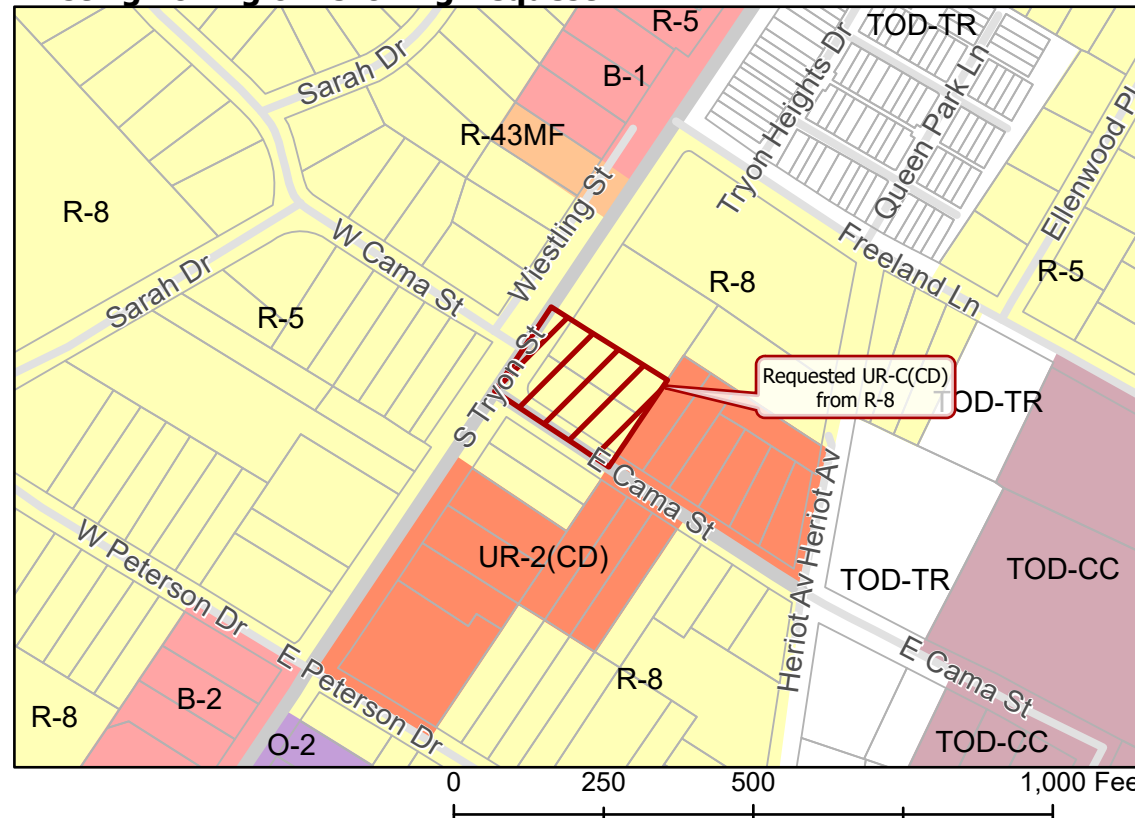 R-5
TOD-TR
B-1
Sarah Dr
R-43MF
Tryon Heights Dr
Queen Park Ln
Ellenwood Pl
R-8
Wiestling St
W Cama St
Freeland Ln
R-5
Sarah Dr
R-8
R-5
S Tryon St
Requested UR-C(CD)
from R-8
TOD-TR
E Cama St
Heriot Av
Heriot Av
W Peterson Dr
UR-2(CD)
TOD-TR
TOD-CC
E Peterson Dr
R-8
E Cama St
R-8
B-2
O-2
TOD-CC
0 250 500 1,000 Fee